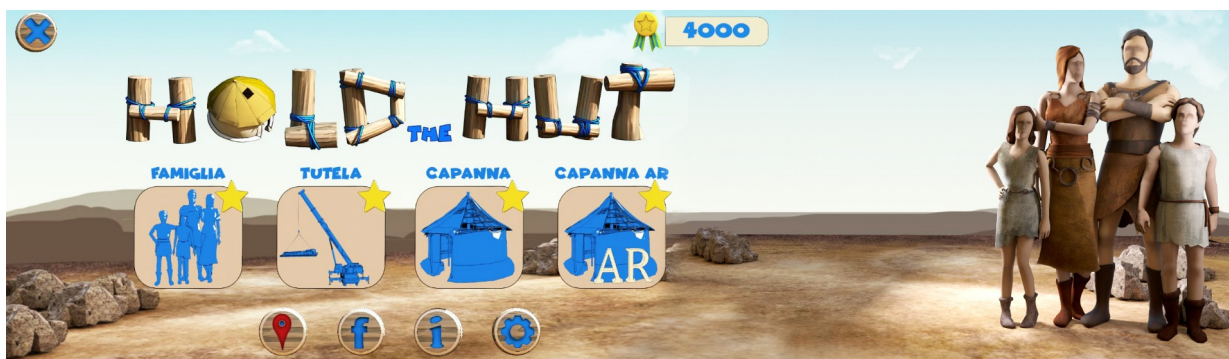 4000
HOLD THE HUT
FAMIGLIA TUTELA CAPANNA CAPANNA AR
AR
f i